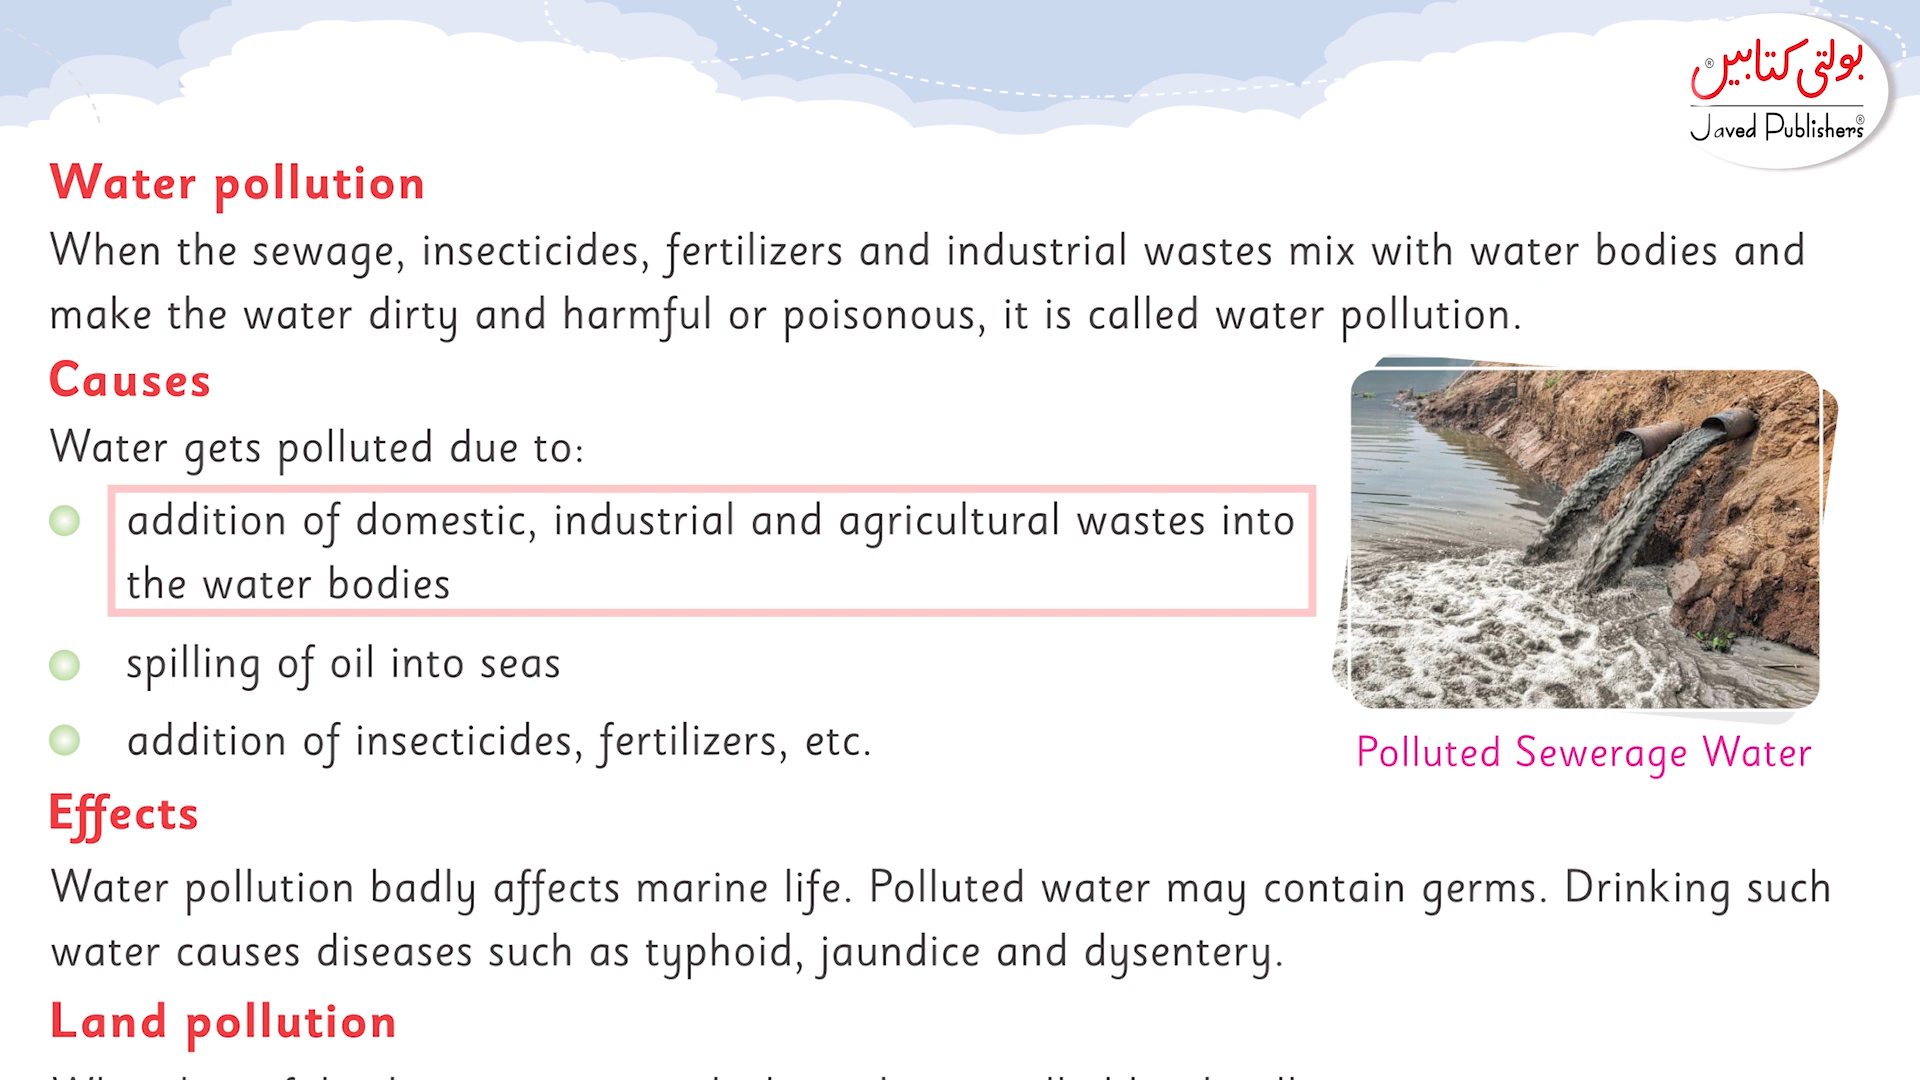 بولتی کتابیں®
Javed Publishers®
Water pollution
When the sewage, insecticides, fertilizers and industrial wastes mix with water bodies and
make the water dirty and harmful or poisonous, it is called water pollution.
Causes
Water gets polluted due to:
addition of domestic, industrial and agricultural wastes into
the water bodies
spilling of oil into seas
addition of insecticides, fertilizers, etc.
Polluted Sewerage Water
Effects
Water pollution badly affects marine life. Polluted water may contain germs. Drinking such
water causes diseases such as typhoid, jaundice and dysentery.
Land pollution